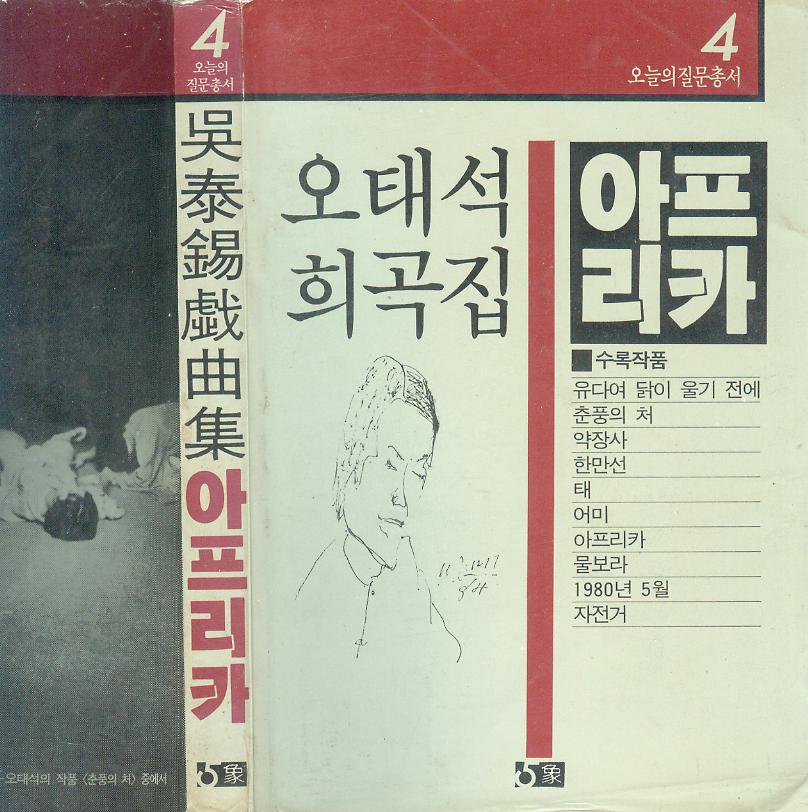 4
오늘의
질문총서
吳泰錫戱曲集
아프리카
象
-오태석의 작품 〈춘풍의 처〉 중에서
4
오늘의질문총서
오태석
희곡집
아프
리카
■수록작품
유다여 닭이 울기 전에
춘풍의 처
약장사
한만선
태
어미
아프리카
물보라
1980년 5월
자전거
象